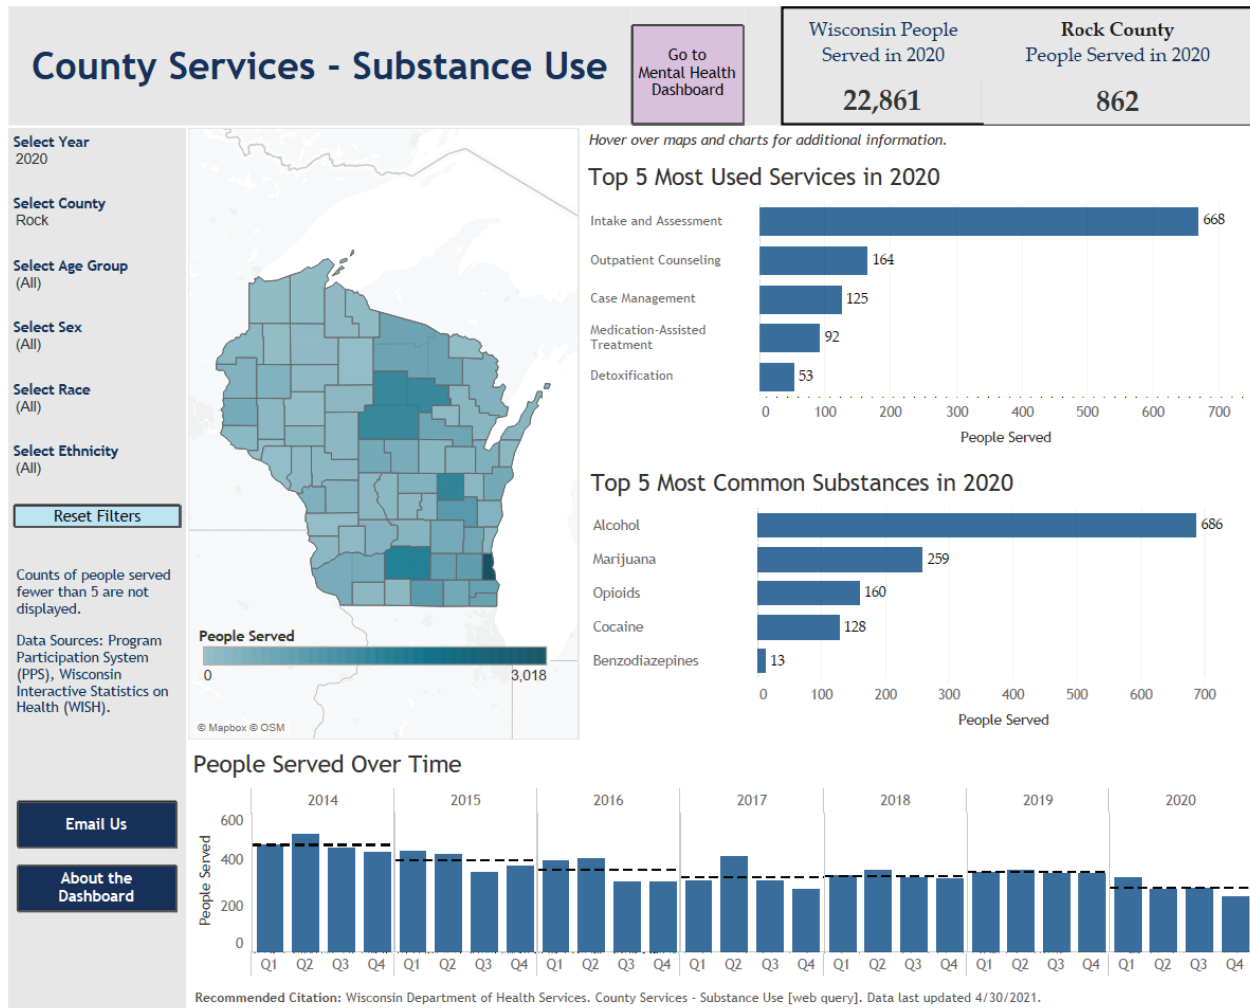 County Services - Substance Use
Go to
Mental Health
Dashboard
Wisconsin People
Served in 2020
22,861
Rock County
People Served in 2020
862
Select Year
2020
Select County
Rock
Select Age Group
(All)
Select Sex
(All)
Select Race
(All)
Select Ethnicity
(All)
Reset Filters
Counts of people served
fewer than 5 are not
displayed.
Data Sources: Program
Participation System
(PPS), Wisconsin
Interactive Statistics on
Health (WISH).
Email Us
About the
Dashboard
People Served
0
3,018
© Mapbox © OSM
Hover over maps and charts for additional information.
Top 5 Most Used Services in 2020
Intake and Assessment
668
Outpatient Counseling
164
Case Management
125
Medication-Assisted
Treatment
92
Detoxification
53
0 100 200 300 400 500 600 700
People Served
Top 5 Most Common Substances in 2020
Alcohol
686
Marijuana
259
Opioids
160
Cocaine
128
Benzodiazepines
13
0 100 200 300 400 500 600 700
People Served
People Served Over Time
2014 2015 2016 2017 2018 2019 2020
People Served
600
400
200
0
Q1 Q2 Q3 Q4 Q1 Q2 Q3 Q4 Q1 Q2 Q3 Q4 Q1 Q2 Q3 Q4 Q1 Q2 Q3 Q4 Q1 Q2 Q3 Q4 Q1 Q2 Q3 Q4
Recommended Citation: Wisconsin Department of Health Services. County Services - Substance Use [web query]. Data last updated 4/30/2021.